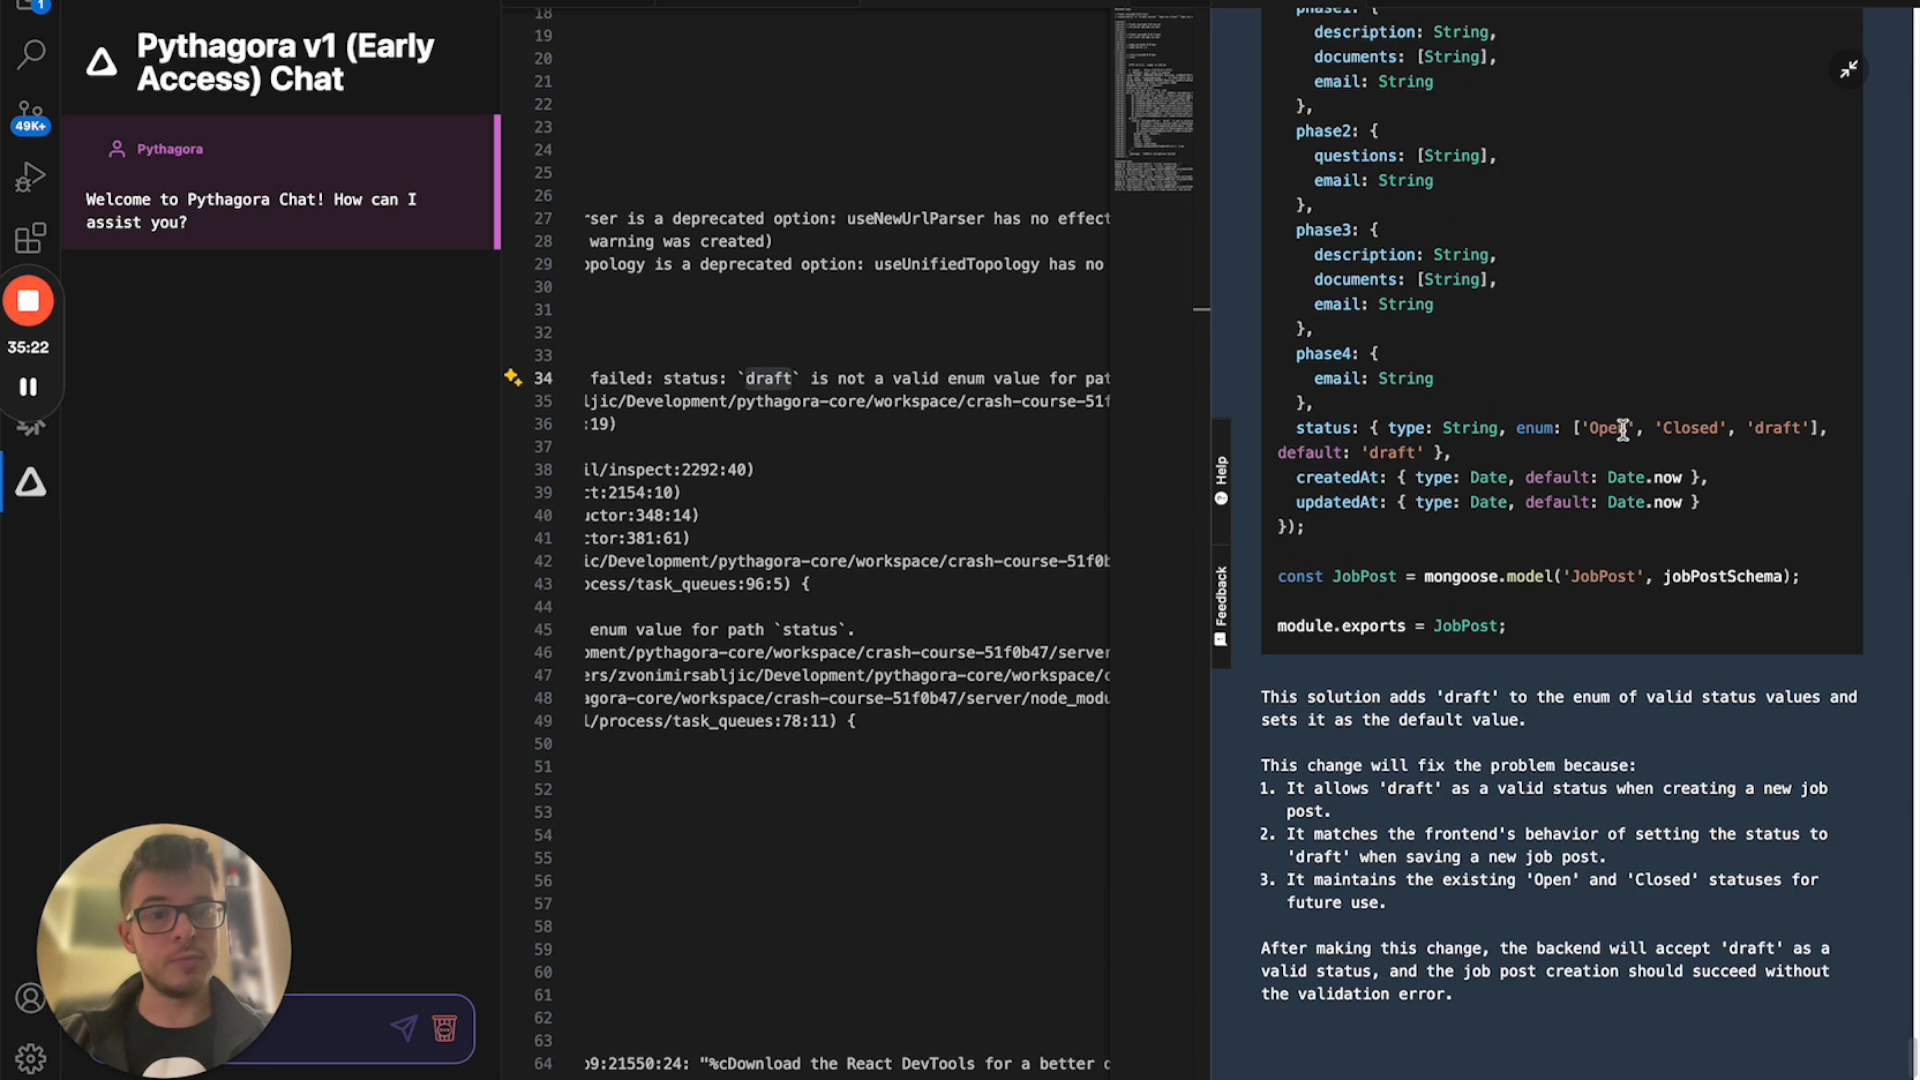 1
Pythagora v1 (Early
Access) Chat
49K+
Pythagora
Welcome to Pythagora Chat! How can I
assist you?
35:22
18
19
20
21
22
23
24
25
26
27 rser is a deprecated option: useNewUrlParser has no effect
28 warning was created)
29 opology is a deprecated option: useUnifiedTopology has no
30
31
32
33
34 failed: status: `draft` is not a valid enum value for pat
35 ljic/Development/pythagora-core/workspace/crash-course-51f
36 :19)
37
38 il/inspect:2292:40)
39 ct:2154:10)
40 uctor:348:14)
41 ctor:381:61)
42 ic/Development/pythagora-core/workspace/crash-course-51f0b
43 ocess/task_queues:96:5) {
44
45 enum value for path `status`.
46 pment/pythagora-core/workspace/crash-course-51f0b47/server
47 ers/zvonimirsabljic/Development/pythagora-core/workspace/c
48 agora-core/workspace/crash-course-51f0b47/server/node_modu
49 l/process/task_queues:78:11) {
50
51
52
53
54
55
56
57
58
59
60
61
62
63
64 b9:21550:24: "%cDownload the React DevTools for a better d
Help
Feedback
phase1: {
description: String,
documents: [String],
email: String
},
phase2: {
questions: [String],
email: String
},
phase3: {
description: String,
documents: [String],
email: String
},
phase4: {
email: String
},
status: { type: String, enum: ['Open', 'Closed', 'draft'],
default: 'draft' },
createdAt: { type: Date, default: Date.now },
updatedAt: { type: Date, default: Date.now }
});
const JobPost = mongoose.model('JobPost', jobPostSchema);
module.exports = JobPost;
This solution adds 'draft' to the enum of valid status values and
sets it as the default value.
This change will fix the problem because:
1. It allows 'draft' as a valid status when creating a new job
post.
2. It matches the frontend's behavior of setting the status to
'draft' when saving a new job post.
3. It maintains the existing 'Open' and 'Closed' statuses for
future use.
After making this change, the backend will accept 'draft' as a
valid status, and the job post creation should succeed without
the validation error.